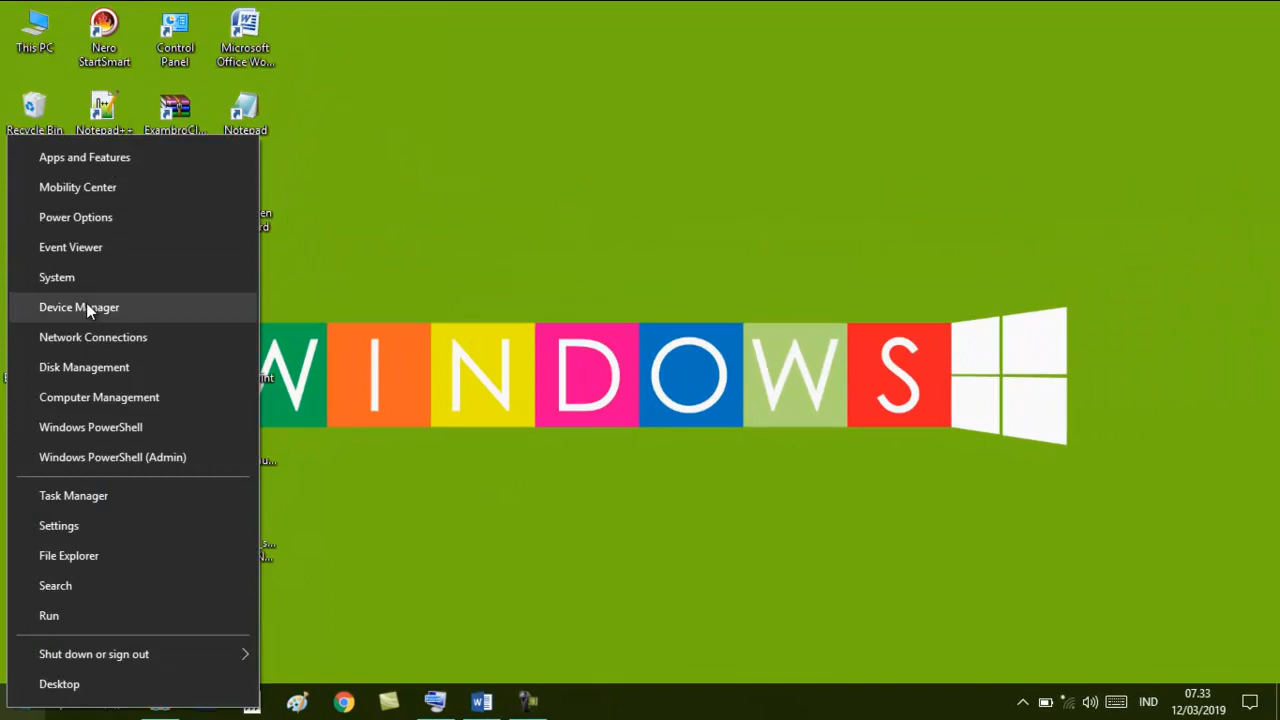 This PC
Nero
StartSmart
Control
Panel
Microsoft
Office Wo...
Recycle Bin
Notepad++
ExambroCl...
Notepad
Apps and Features
Mobility Center
Power Options
Event Viewer
System
Device Manager
Network Connections
Disk Management
Computer Management
Windows PowerShell
Windows PowerShell (Admin)
Task Manager
Settings
File Explorer
Search
Run
Shut down or sign out
Desktop
WINDOWS
IND
07.33
12/03/2019